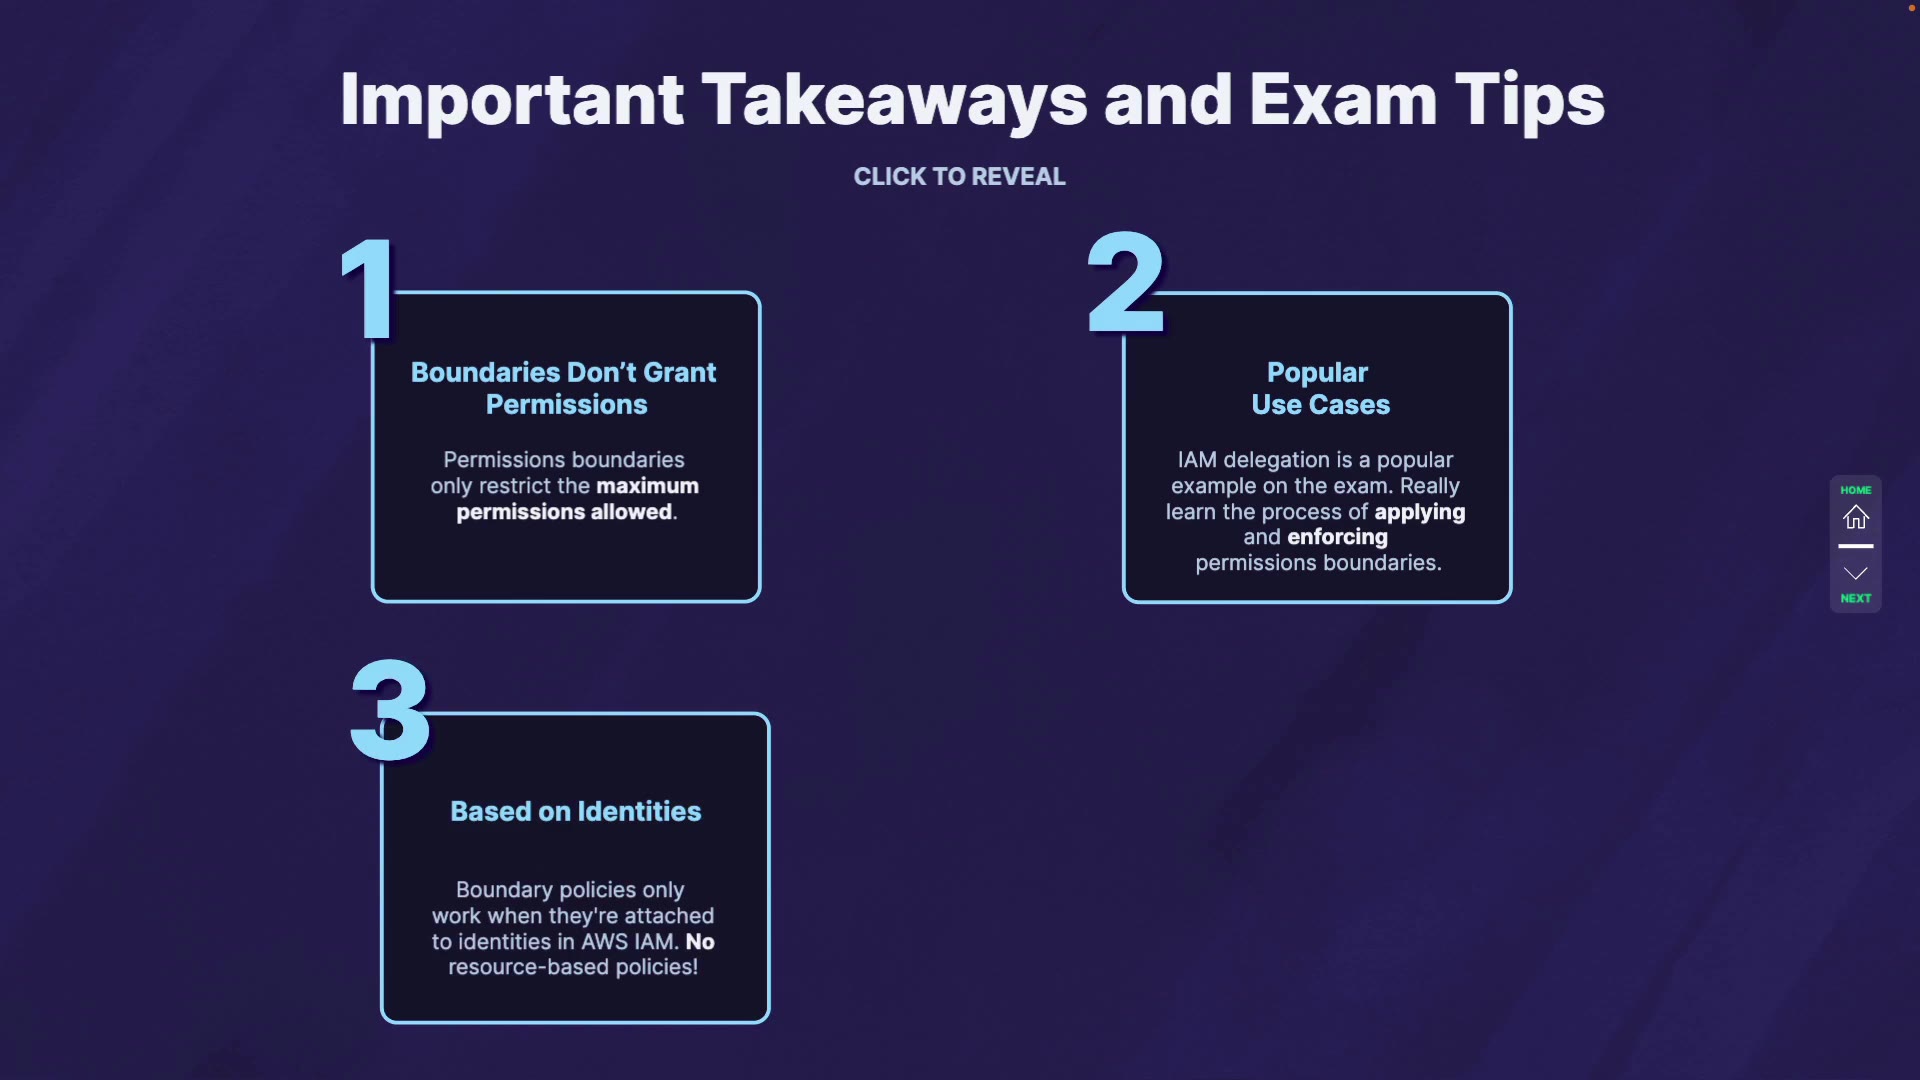 Important Takeaways and Exam Tips
CLICK TO REVEAL
1
Boundaries Don’t Grant
Permissions
Permissions boundaries
only restrict the maximum
permissions allowed.
2
Popular
Use Cases
IAM delegation is a popular
example on the exam. Really
learn the process of applying
and enforcing
permissions boundaries.
3
Based on Identities
Boundary policies only
work when they're attached
to identities in AWS IAM. No
resource-based policies!
HOME
NEXT